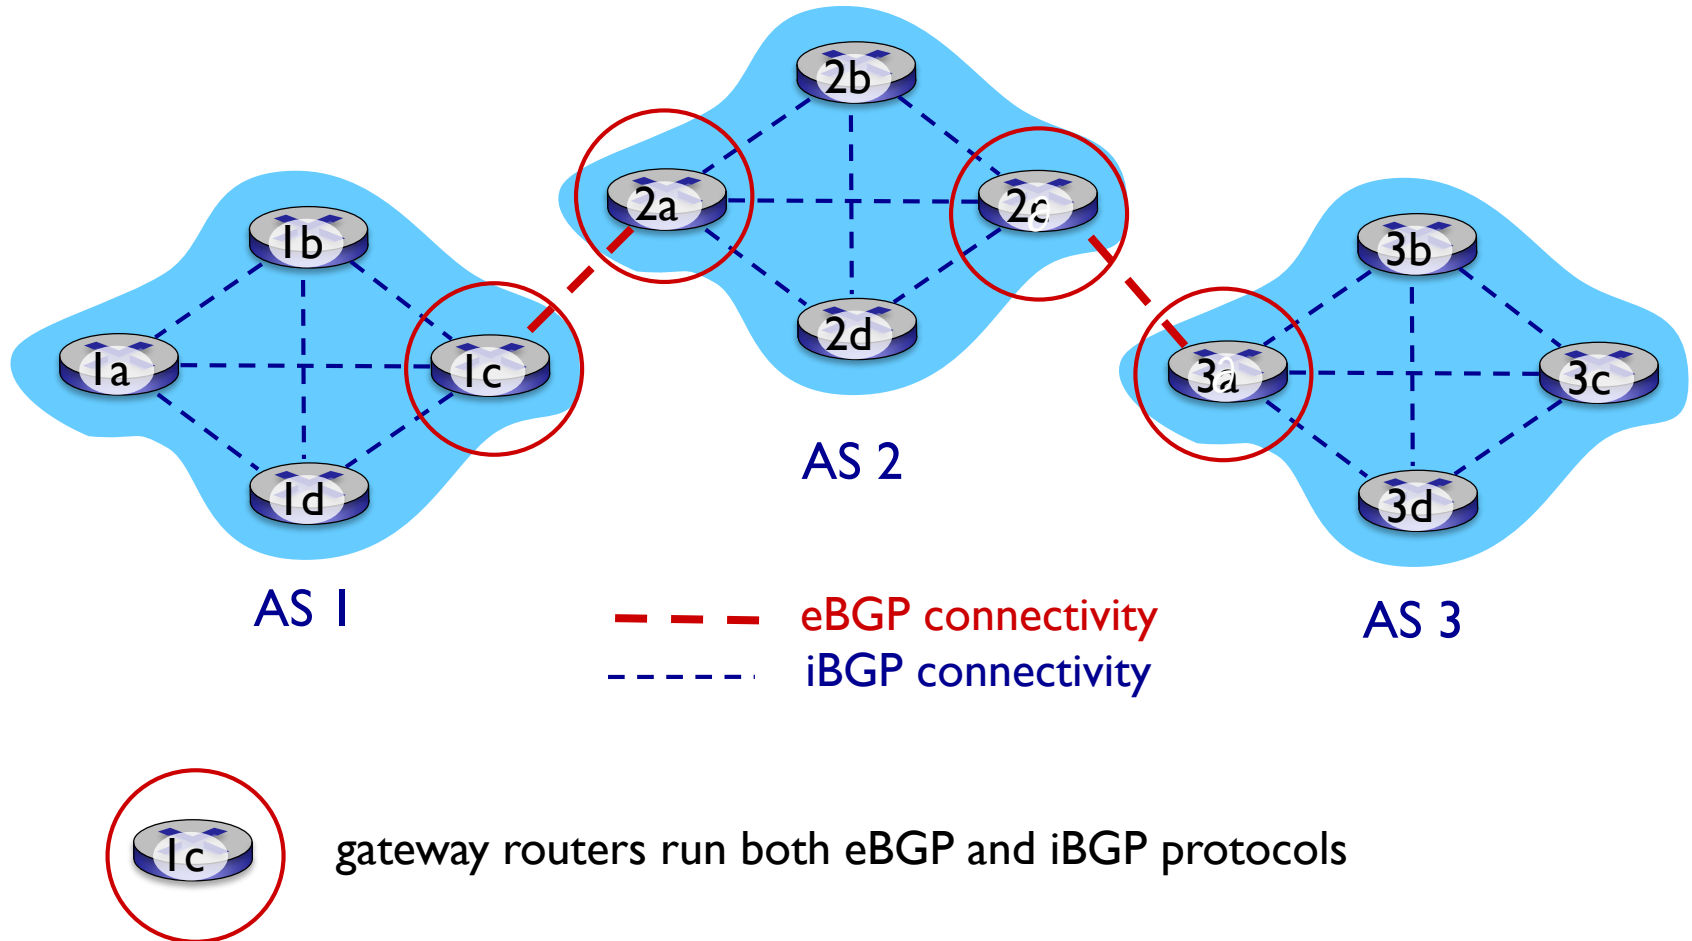 2b
2a
2c
1b
3b
2d
1a
1c
3a
3c
AS 2
1d
3d
AS 1
eBGP connectivity
AS 3
iBGP connectivity
1c
gateway routers run both eBGP and iBGP protocols